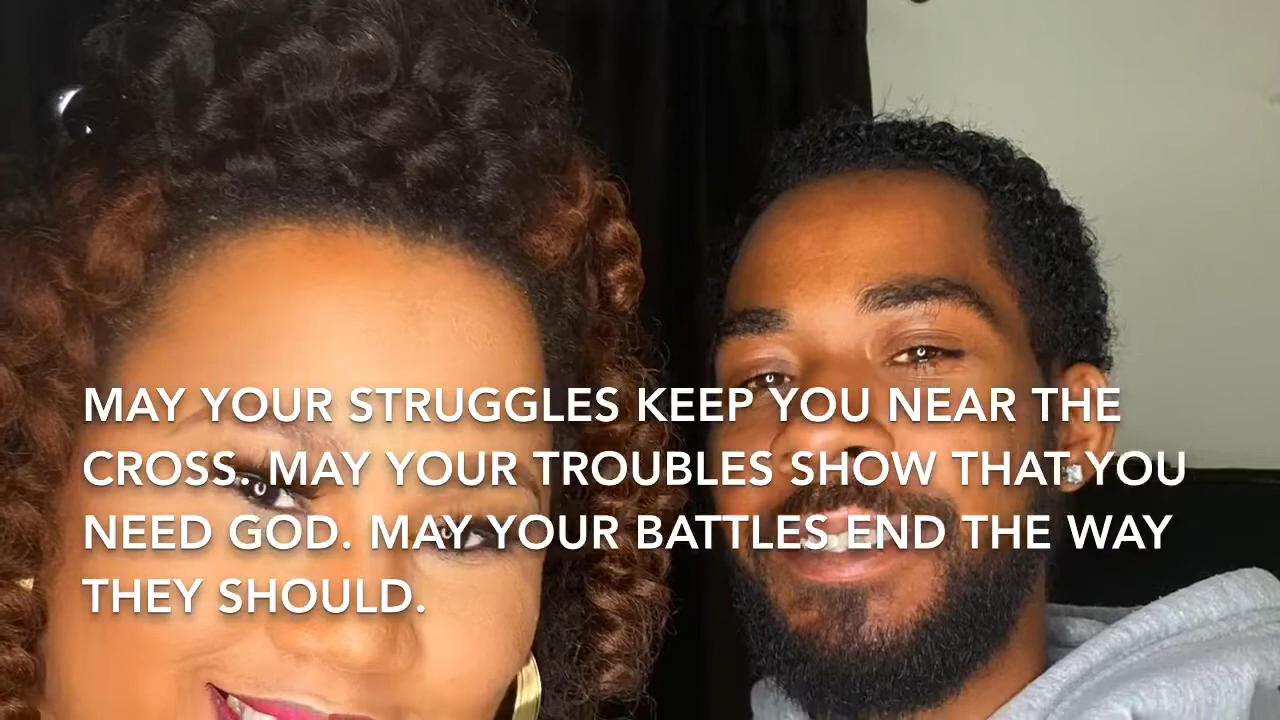 MAY YOUR STRUGGLES KEEP YOU NEAR THE
CROSS. MAY YOUR TROUBLES SHOW THAT YOU
NEED GOD. MAY YOUR BATTLES END THE WAY
THEY SHOULD.